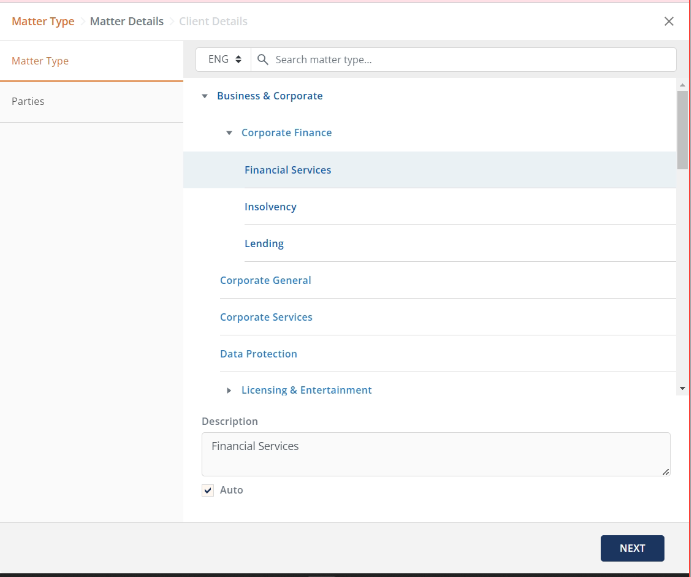 Matter Type Matter Details Client Details
Matter Type
Parties
ENG Search matter type...
Business & Corporate
Corporate Finance
Financial Services
Insolvency
Lending
Corporate General
Corporate Services
Data Protection
Licensing & Entertainment
Description
Financial Services
Auto
NEXT